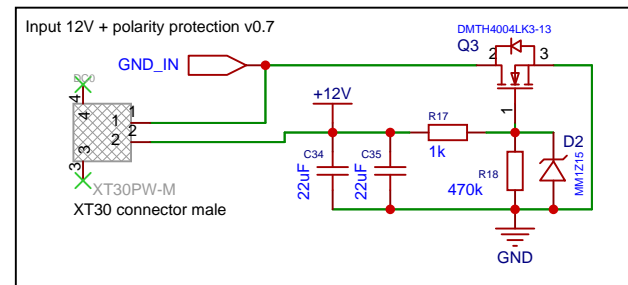 Input 12V + polarity protection v0.7
DMTH4004LK3-13
Q3
2
3
1
GND_IN
DC0
4
4
1
1
2
2
3
3
XT30PW-M
XT30 connector male
+12V
R17
1k
C34
22uF
C35
22uF
R18
470k
D2
MM1Z15
GND